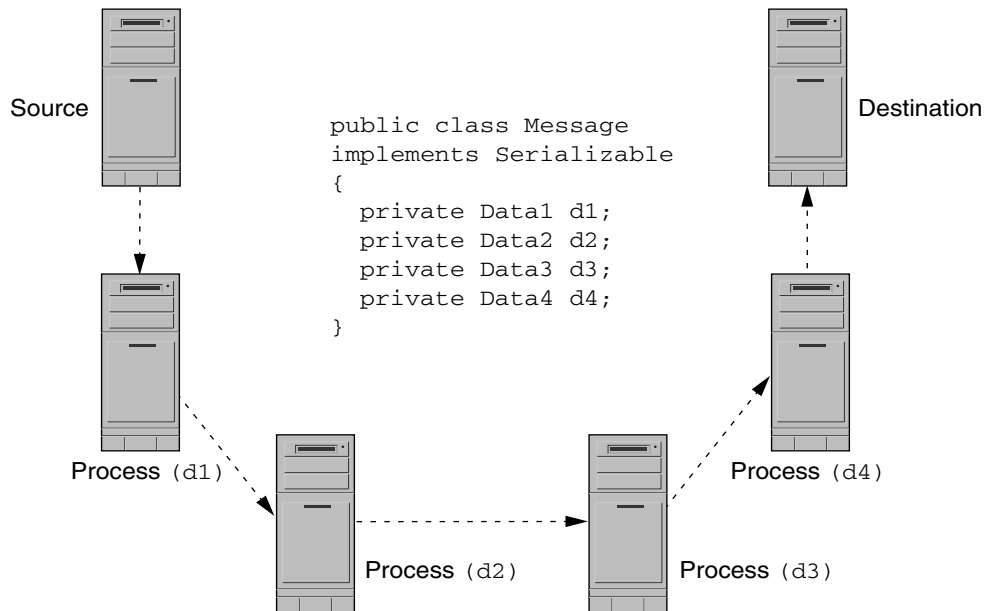 Source
Destination
public class Message
implements Serializable
{
  private Data1 d1;
  private Data2 d2;
  private Data3 d3;
  private Data4 d4;
}
Process (d1)
Process (d4)
Process (d2)
Process (d3)